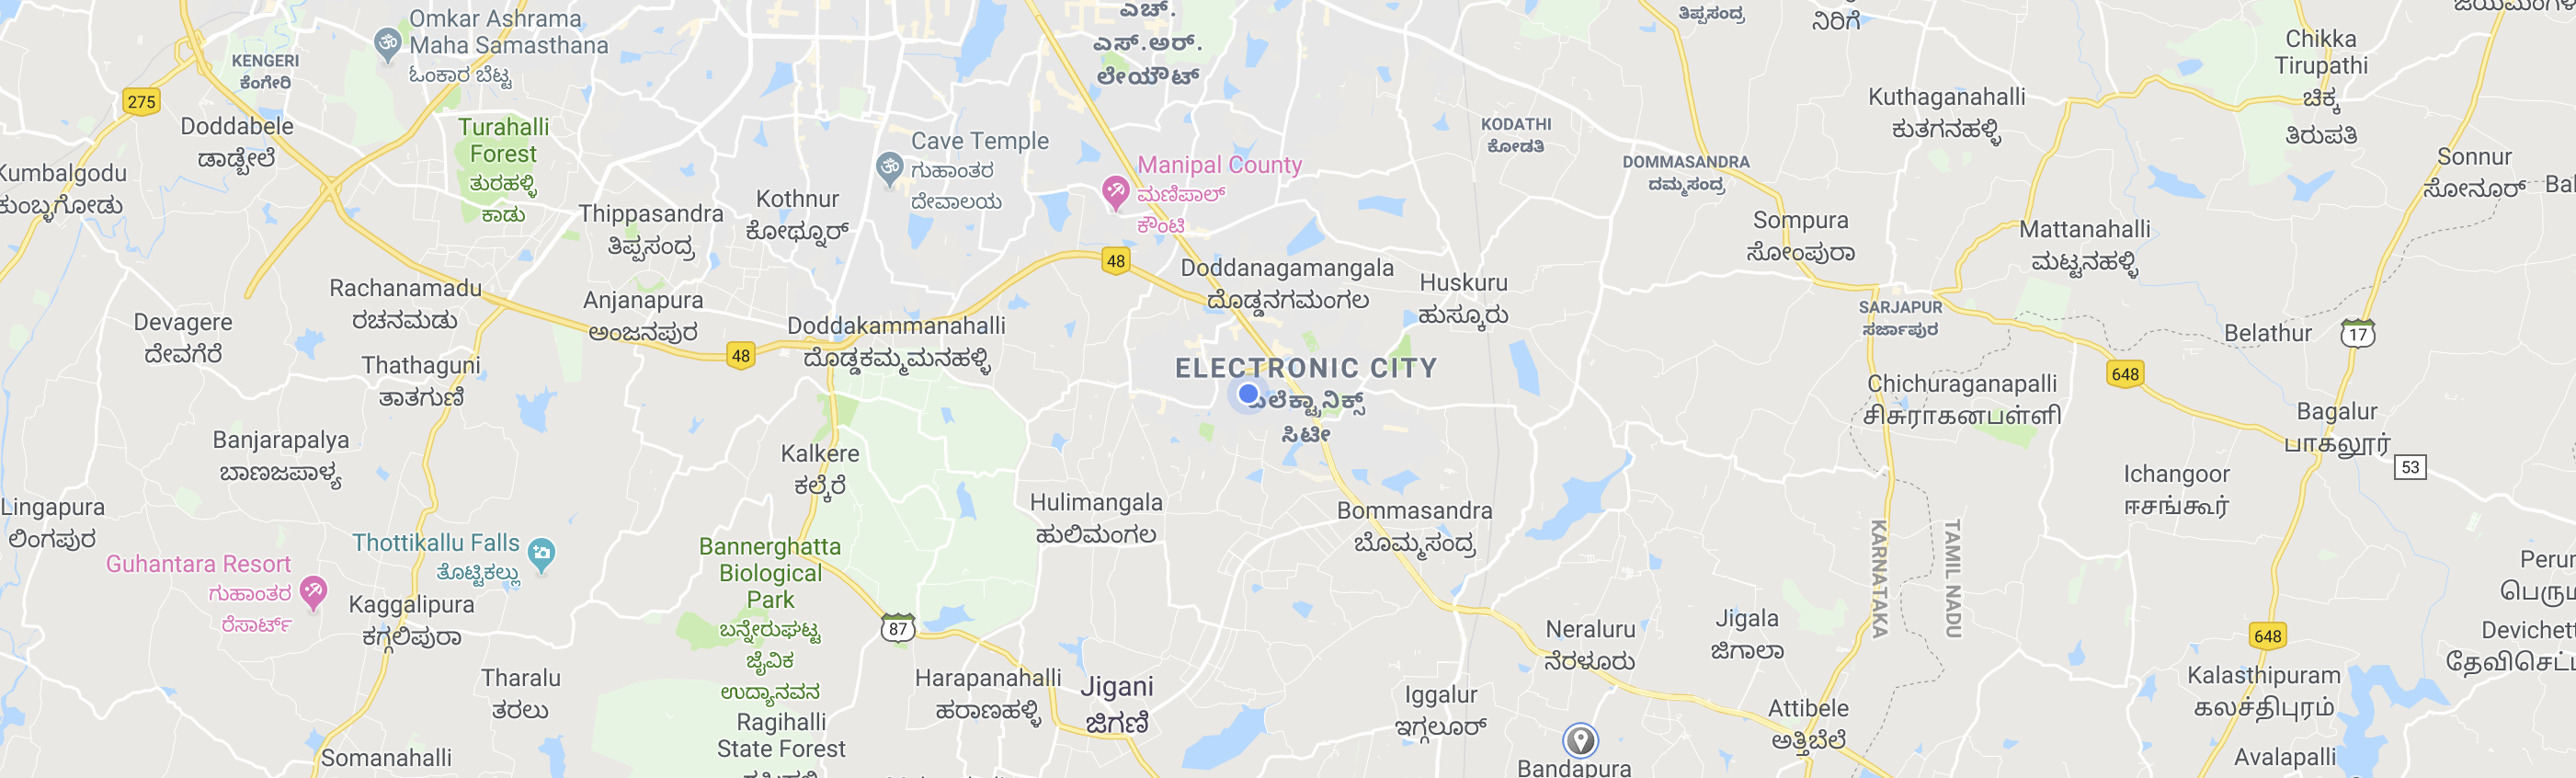 Omkar Ashrama
Maha Samasthana
ಓಂಕಾರ ಬೆಟ್ಟ
KENGERI
ಕೆಂಗೇರಿ
275
Doddabele
ಡಾಡ್ಬೇಲೆ
Turahalli
Forest
ತುರಹಳ್ಳಿ
ಕಾಡು
Kumbalgodu
ಕುಂಬ್ಳಗೋಡು
ಎಚ್.
ಎಸ್.ಆರ್.
ಲೇಯೌಟ್
Cave Temple
ಗುಹಾಂತರ
ದೇವಾಲಯ
Manipal County
ಮಣಿಪಾಲ್
ಕೌಂಟಿ
Kothnur
ಕೋಥ್ನೂರ್
Thippasandra
ತಿಪ್ಪಸಂದ್ರ
ತಿಪ್ಪಸಂದ್ರ
ನಿರಿಗೆ
Chikka
Tirupathi
ಚಿಕ್ಕ
ತಿರುಪತಿ
Kuthaganahalli
ಕುತಗನಹಳ್ಳಿ
KODATHI
ಕೋಡತಿ
DOMMASANDRA
ದಮ್ಮಸಂದ್ರ
Sonnur
ಸೋನೂರ್
Sompura
ಸೋಂಪುರಾ
Mattanahalli
ಮಟ್ಟನಹಳ್ಳಿ
48
Doddanagamangala
ದೊಡ್ಡನಗಮಂಗಲ
Huskuru
ಹುಸ್ಕೂರು
Rachanamadu
ರಚನಮಡು
Anjanapura
ಅಂಜನಪುರ
Devagere
ದೇವಗೆರೆ
Doddakammanahalli
ದೊಡ್ಡಕಮ್ಮಮನಹಳ್ಳಿ
48
SARJAPUR
ಸರ್ಜಾಪುರ
Belathur
17
648
Thathaguni
ತಾತಗುಣಿ
ELECTRONIC CITY
ಎಲೆಕ್ಟ್ರಾನಿಕ್ಸ್
ಸಿಟೀ
Chichuraganapalli
சிசுராகனபள்ளி
Bagalur
பாகலூர்
53
Banjarapalya
ಬಾಣಜಪಾಳ್ಯ
Kalkere
ಕಲ್ಕೆರೆ
Ichangoor
ஈசங்கூர்
Lingapura
ಲಿಂಗಪುರ
Hulimangala
ಹುಲಿಮಂಗಲ
Bommasandra
ಬೊಮ್ಮಸಂದ್ರ
KARNATAKA
TAMIL NADU
Thottikallu Falls
ತೊಟ್ಟಿಕಲ್ಲು
Guhantara Resort
ಗುಹಾಂತರ
ರೆಸಾರ್ಟ್
Bannerghatta
Biological
Park
ಬನ್ನೇರುಘಟ್ಟ
ಜೈವಿಕ
ಉದ್ಯಾನವನ
Kaggalipura
ಕಗ್ಗಲಿಪುರಾ
87
Neraluru
ನೆರಳೂರು
Jigala
ಜಿಗಾಲಾ
648
Tharalu
ತರಲು
Harapanahalli
ಹರಾಣಹಳ್ಳಿ
Jigani
ಜಿಗಣಿ
Iggalur
ಇಗ್ಗಲೂರ್
Attibele
ಅತ್ತಿಬೆಲೆ
Kalasthipuram
கலசதிபுரம்
Ragihalli
State Forest
Somanahalli
Bandapura
Avalapalli